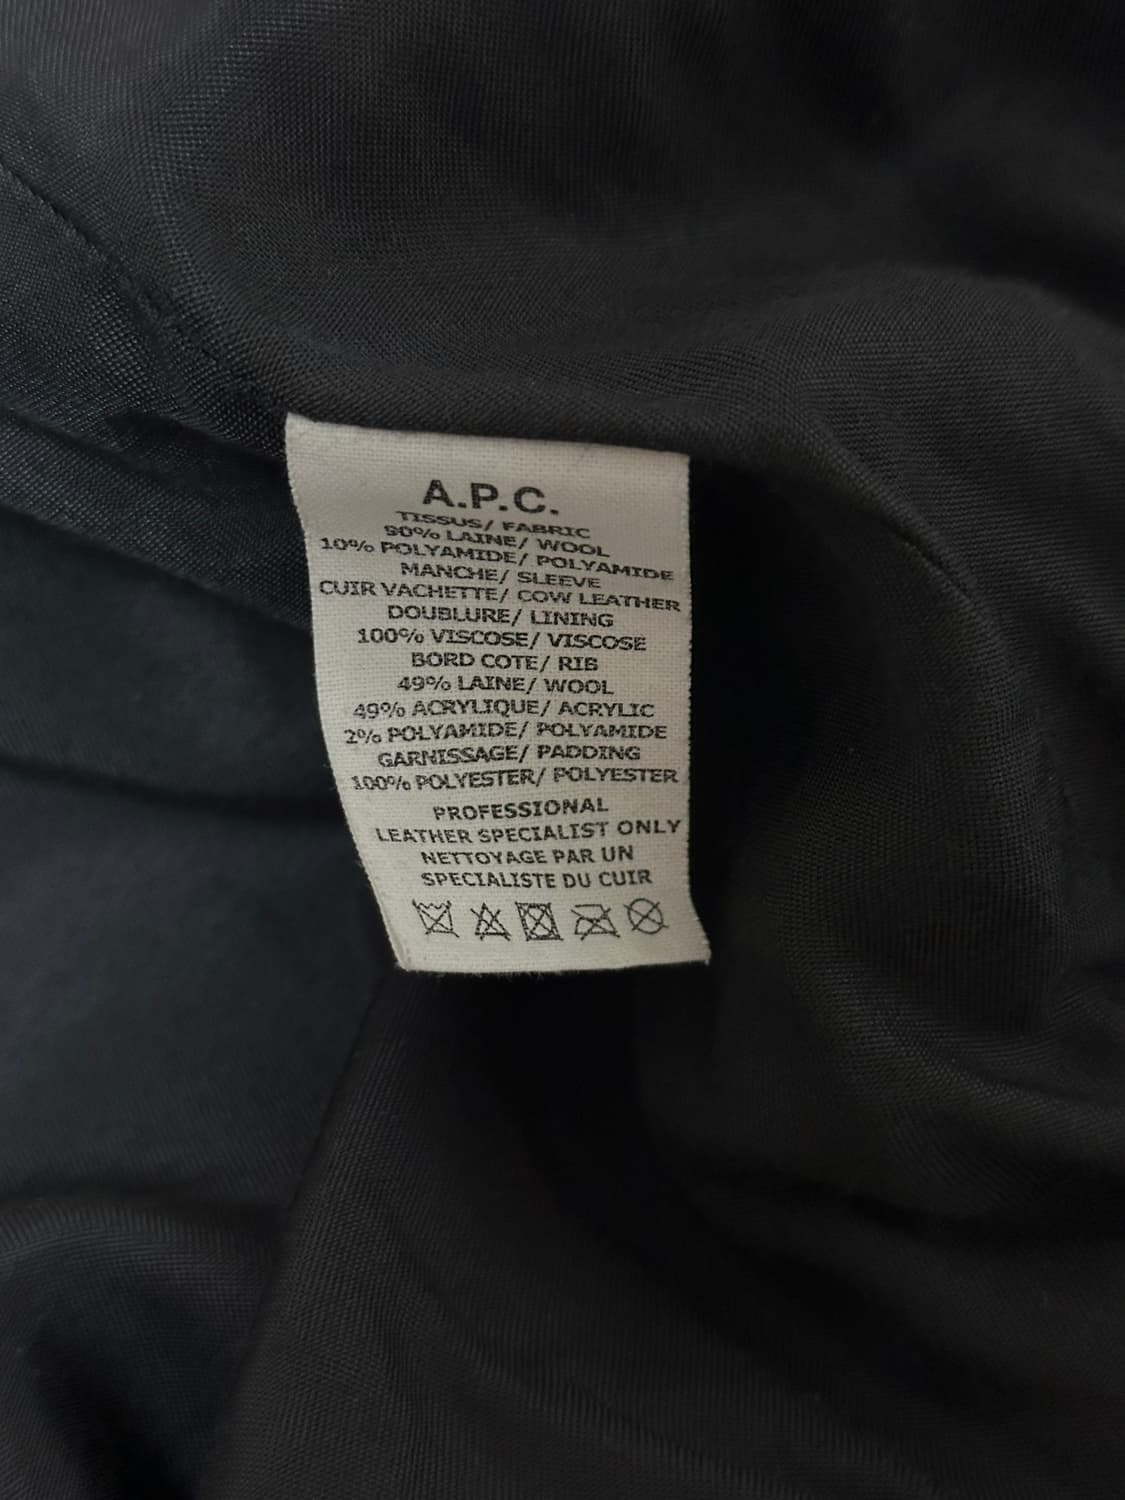 A.P.C.
TISSUS/ FABRIC
90% LAINE/ WOOL
10% POLYAMIDE/ POLYAMIDE
MANCHE/ SLEEVE
CUIR VACHETTE/ COW LEATHER
DOUBLURE/ LINING
100% VISCOSE/ VISCOSE
BORD COTE/ RIB
49% LAINE/ WOOL
49% ACRYLIQUE/ ACRYLIC
2% POLYAMIDE/ POLYAMIDE
GARNISSAGE/ PADDING
100% POLYESTER/ POLYESTER
PROFESSIONAL
LEATHER SPECIALIST ONLY
NETTOYAGE PAR UN
SPECIALISTE DU CUIR